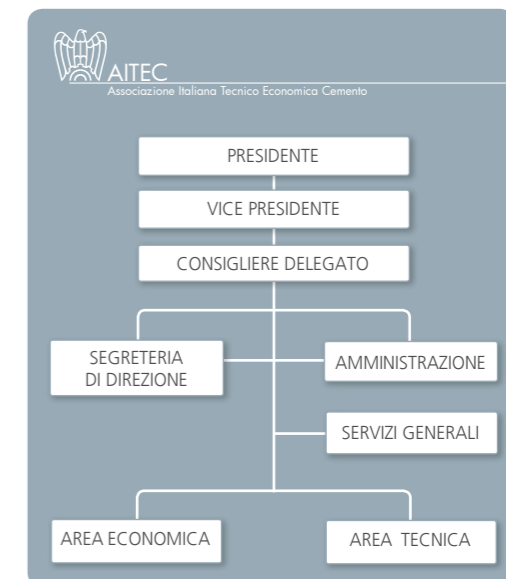 AITEC
Associazione Italiana Tecnico Economica Cemento
PRESIDENTE
VICE PRESIDENTE
CONSIGLIERE DELEGATO
SEGRETERIA
DI DIREZIONE
AMMINISTRAZIONE
SERVIZI GENERALI
AREA ECONOMICA
AREA TECNICA